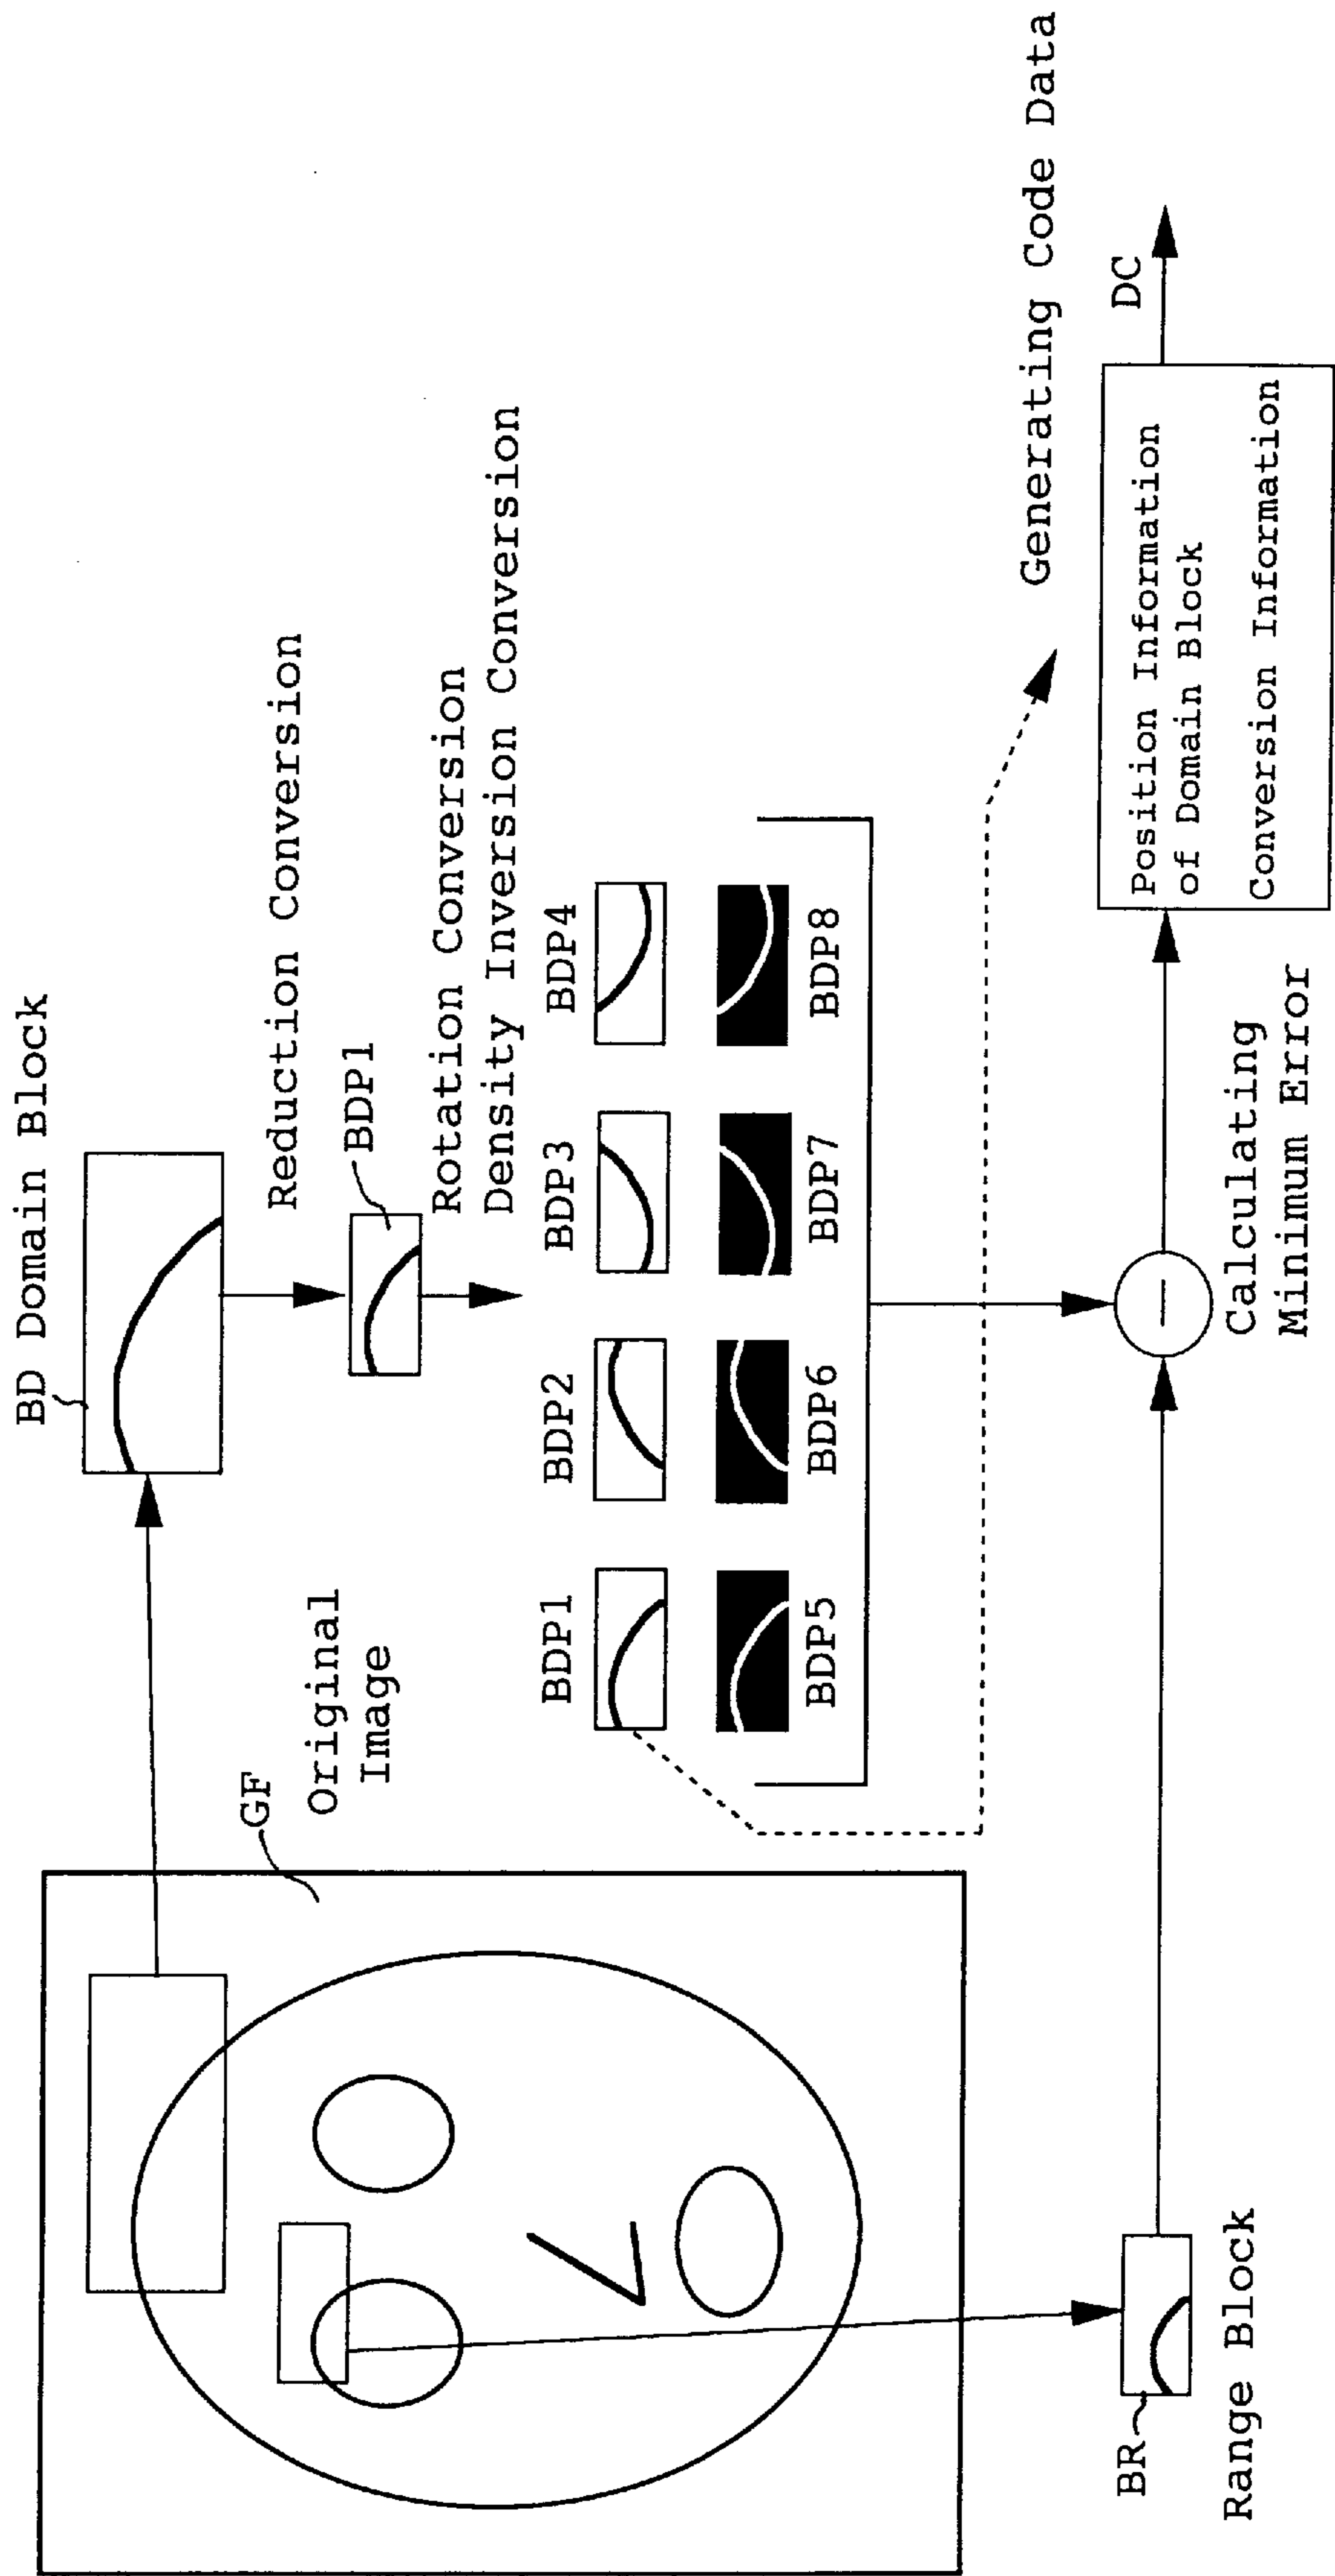 BD Domain Block
Reduction Conversion
BDP1
Rotation Conversion
Density Inversion Conversion
GF
Original
Image
BDP1
BDP2
BDP3
BDP4
BDP5
BDP6
BDP7
BDP8
Generating Code Data
BR
Range Block
Calculating
Minimum Error
Position Information
of Domain Block
Conversion Information
DC